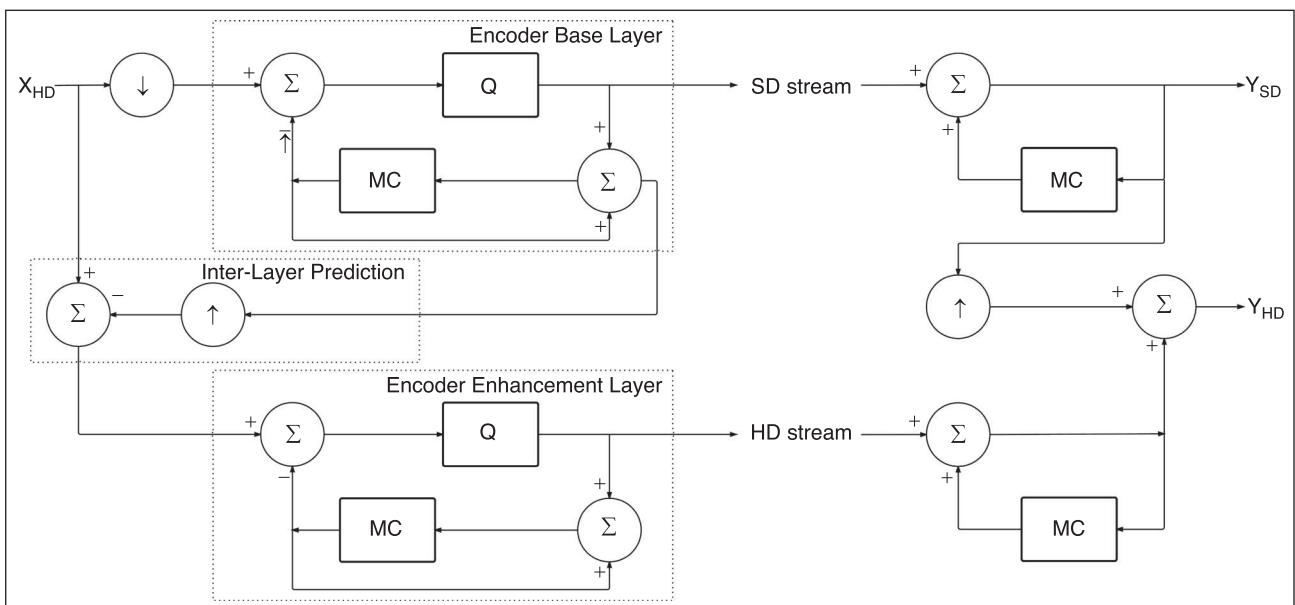 Encoder Base Layer
X_HD ↓ + Σ Q SD stream + Σ Y_SD
− ↑ + +
MC Σ MC
+
Inter-Layer Prediction
+ −
Σ ↑ ↑ + Σ Y_HD
+
Encoder Enhancement Layer
+ Σ Q HD stream + Σ
− + +
MC Σ MC
+